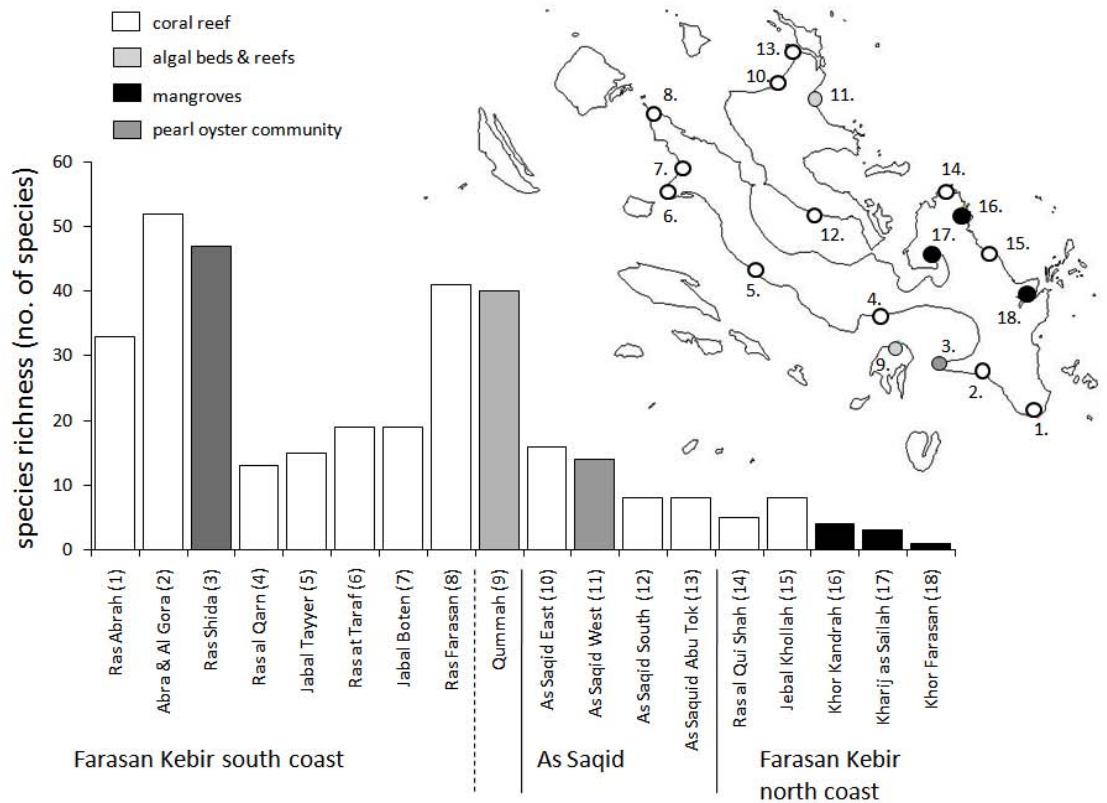 coral reef
algal beds & reefs
mangroves
pearl oyster community
species richness (no. of species)
60
50
40
30
20
10
0
Ras Abrah (1)
Abra & Al Gora (2)
Ras Shida (3)
Ras al Qarn (4)
Jabal Tayyer (5)
Ras at Taraf (6)
Jabal Boten (7)
Ras Farasan (8)
Qummah (9)
As Saqid East (10)
As Saqid West (11)
As Saqid South (12)
As Saquid Abu Tok (13)
Ras al Qui Shah (14)
Jebal Khollah (15)
Khor Kandrah (16)
Kharij as Sailah (17)
Khor Farasan (18)
Farasan Kebir south coast
As Saqid
Farasan Kebir
north coast
13.
10.
11.
8.
7.
6.
14.
16.
12.
17.
15.
5.
4.
18.
3.
9.
2.
1.